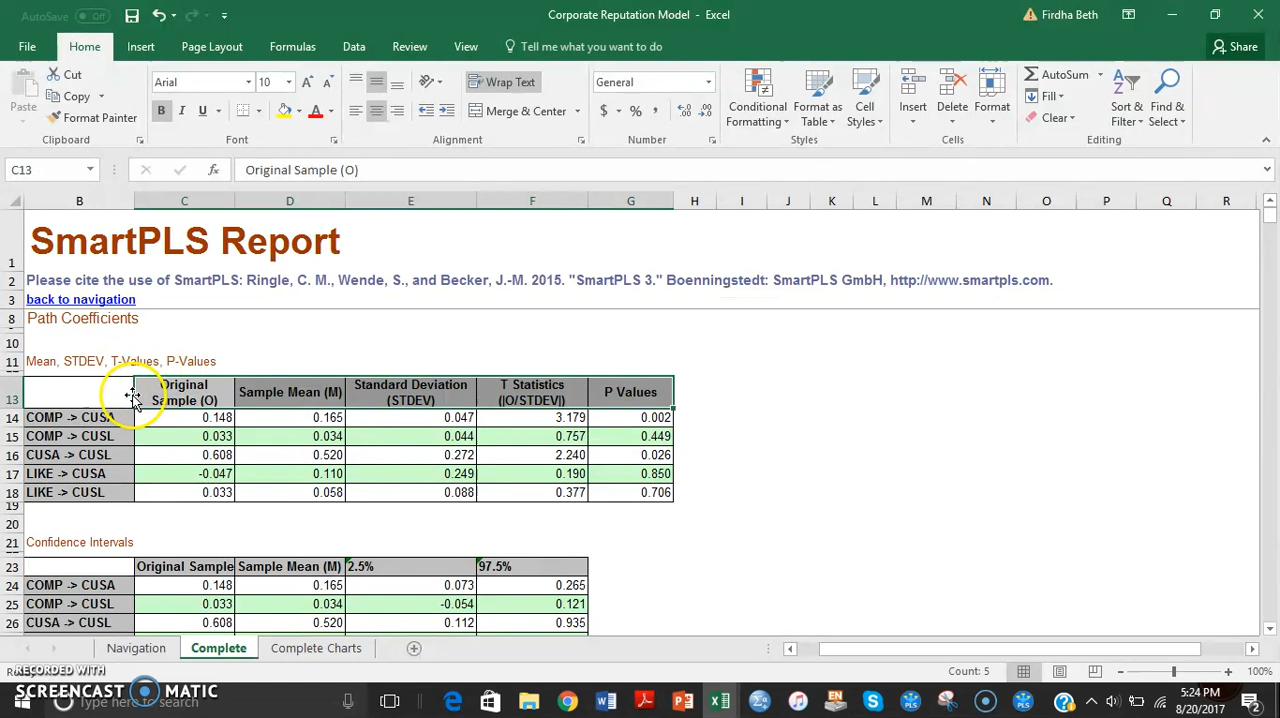 AutoSave Off
Corporate Reputation Model - Excel
Firdha Beth
File Home Insert Page Layout Formulas Data Review View Tell me what you want to do Share
Paste
Cut
Copy
Format Painter
Clipboard
Arial 10
B I U
Font
Wrap Text
Merge & Center
Alignment
General
$ % ,
Number
Conditional Formatting
Format as Table
Cell Styles
Styles
Insert Delete Format
Cells
AutoSum
Fill
Clear
Sort & Filter
Find & Select
Editing
C13
fx
Original Sample (O)
B C D E F G H I J K L M N O P Q R
1 SmartPLS Report
2 Please cite the use of SmartPLS: Ringle, C. M., Wende, S., and Becker, J.-M. 2015. "SmartPLS 3." Boenningstedt: SmartPLS GmbH, http://www.smartpls.com.
3 back to navigation
8 Path Coefficients
10
11 Mean, STDEV, T-Values, P-Values
13 Original Sample (O) Sample Mean (M) Standard Deviation (STDEV) T Statistics (|O/STDEV|) P Values
14 COMP -> CUSA 0.148 0.165 0.047 3.179 0.002
15 COMP -> CUSL 0.033 0.034 0.044 0.757 0.449
16 CUSA -> CUSL 0.608 0.520 0.272 2.240 0.026
17 LIKE -> CUSA -0.047 0.110 0.249 0.190 0.850
18 LIKE -> CUSL 0.033 0.058 0.088 0.377 0.706
19
20
21 Confidence Intervals
23 Original Sample Sample Mean (M) 2.5% 97.5%
24 COMP -> CUSA 0.148 0.165 0.073 0.265
25 COMP -> CUSL 0.033 0.034 -0.054 0.121
26 CUSA -> CUSL 0.608 0.520 0.112 0.935
Navigation Complete Complete Charts
Count: 5 100%
RECORDED WITH
SCREENCAST MATIC
Type here to search
5:24 PM
8/20/2017
2